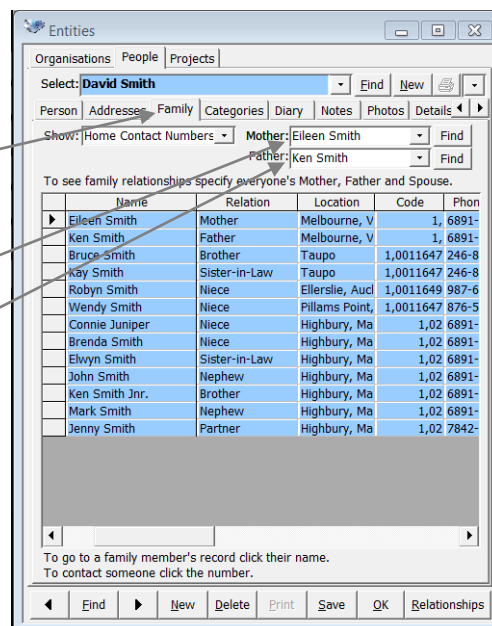 Entities
Organisations People Projects
Select: David Smith Find New
Person Addresses Family Categories Diary Notes Photos Details
Show: Home Contact Numbers Mother: Eileen Smith Find
Father: Ken Smith Find
To see family relationships specify everyone's Mother, Father and Spouse.
Name Relation Location Code Phon
Eileen Smith Mother Melbourne, V 1, 6891-
Ken Smith Father Melbourne, V 1, 6891-
Bruce Smith Brother Taupo 1,0011647 246-8
Kay Smith Sister-in-Law Taupo 1,0011647 246-8
Robyn Smith Niece Ellerslie, Aucl 1,0011649 987-6
Wendy Smith Niece Pillams Point, 1,0011647 876-5
Connie Juniper Niece Highbury, Ma 1,02 6891-
Brenda Smith Niece Highbury, Ma 1,02 6891-
Elwyn Smith Sister-in-Law Highbury, Ma 1,02 6891-
John Smith Nephew Highbury, Ma 1,02 6891-
Ken Smith Jnr. Brother Highbury, Ma 1,02 6891-
Mark Smith Nephew Highbury, Ma 1,02 6891-
Jenny Smith Partner Highbury, Ma 1,02 7842-
To go to a family member's record click their name.
To contact someone click the number.
Find New Delete Print Save OK Relationships